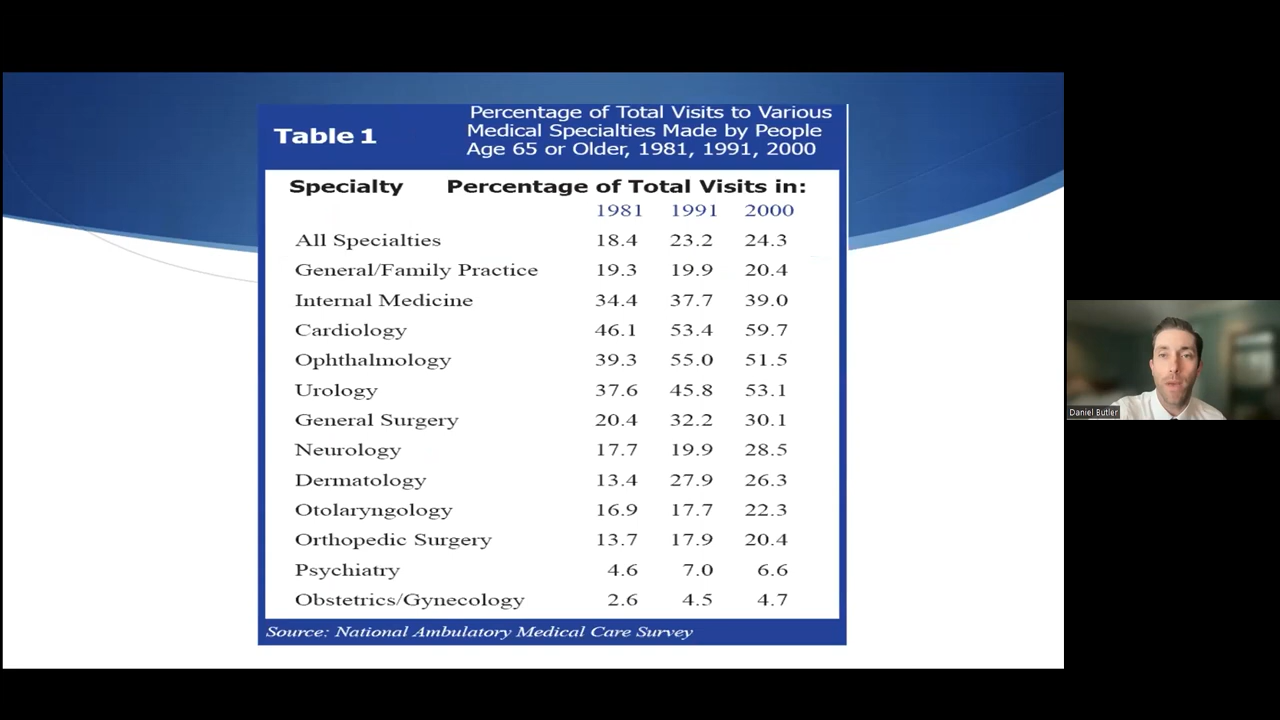 Table 1
Percentage of Total Visits to Various
Medical Specialties Made by People
Age 65 or Older, 1981, 1991, 2000
Specialty Percentage of Total Visits in:
1981 1991 2000
All Specialties 18.4 23.2 24.3
General/Family Practice 19.3 19.9 20.4
Internal Medicine 34.4 37.7 39.0
Cardiology 46.1 53.4 59.7
Ophthalmology 39.3 55.0 51.5
Urology 37.6 45.8 53.1
General Surgery 20.4 32.2 30.1
Neurology 17.7 19.9 28.5
Dermatology 13.4 27.9 26.3
Otolaryngology 16.9 17.7 22.3
Orthopedic Surgery 13.7 17.9 20.4
Psychiatry 4.6 7.0 6.6
Obstetrics/Gynecology 2.6 4.5 4.7
Source: National Ambulatory Medical Care Survey
Daniel Butler